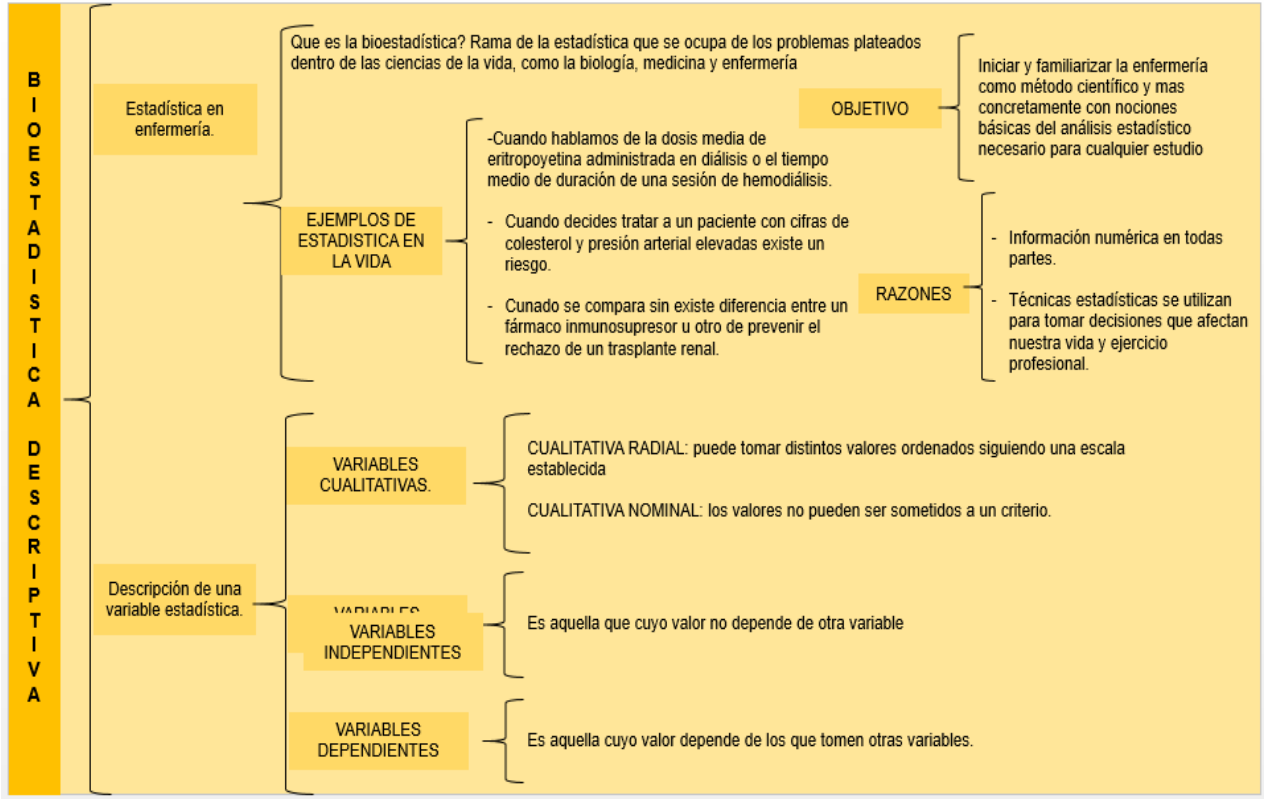 BIOESTADISTICA DESCRIPTIVA
Estadística en
enfermería.
Que es la bioestadística? Rama de la estadística que se ocupa de los problemas plateados
dentro de las ciencias de la vida, como la biología, medicina y enfermería
EJEMPLOS DE
ESTADISTICA EN
LA VIDA
-Cuando hablamos de la dosis media de
eritropoyetina administrada en diálisis o el tiempo
medio de duración de una sesión de hemodiálisis.
- Cuando decides tratar a un paciente con cifras de
colesterol y presión arterial elevadas existe un
riesgo.
- Cunado se compara sin existe diferencia entre un
fármaco inmunosupresor u otro de prevenir el
rechazo de un trasplante renal.
OBJETIVO
Iniciar y familiarizar la enfermería
como método científico y mas
concretamente con nociones
básicas del análisis estadístico
necesario para cualquier estudio
RAZONES
- Información numérica en todas
partes.
- Técnicas estadísticas se utilizan
para tomar decisiones que afectan
nuestra vida y ejercicio
profesional.
Descripción de una
variable estadística.
VARIABLES
CUALITATIVAS.
CUALITATIVA RADIAL: puede tomar distintos valores ordenados siguiendo una escala
establecida
CUALITATIVA NOMINAL: los valores no pueden ser sometidos a un criterio.
VARIABLES
VARIABLES
INDEPENDIENTES
Es aquella que cuyo valor no depende de otra variable
VARIABLES
DEPENDIENTES
Es aquella cuyo valor depende de los que tomen otras variables.